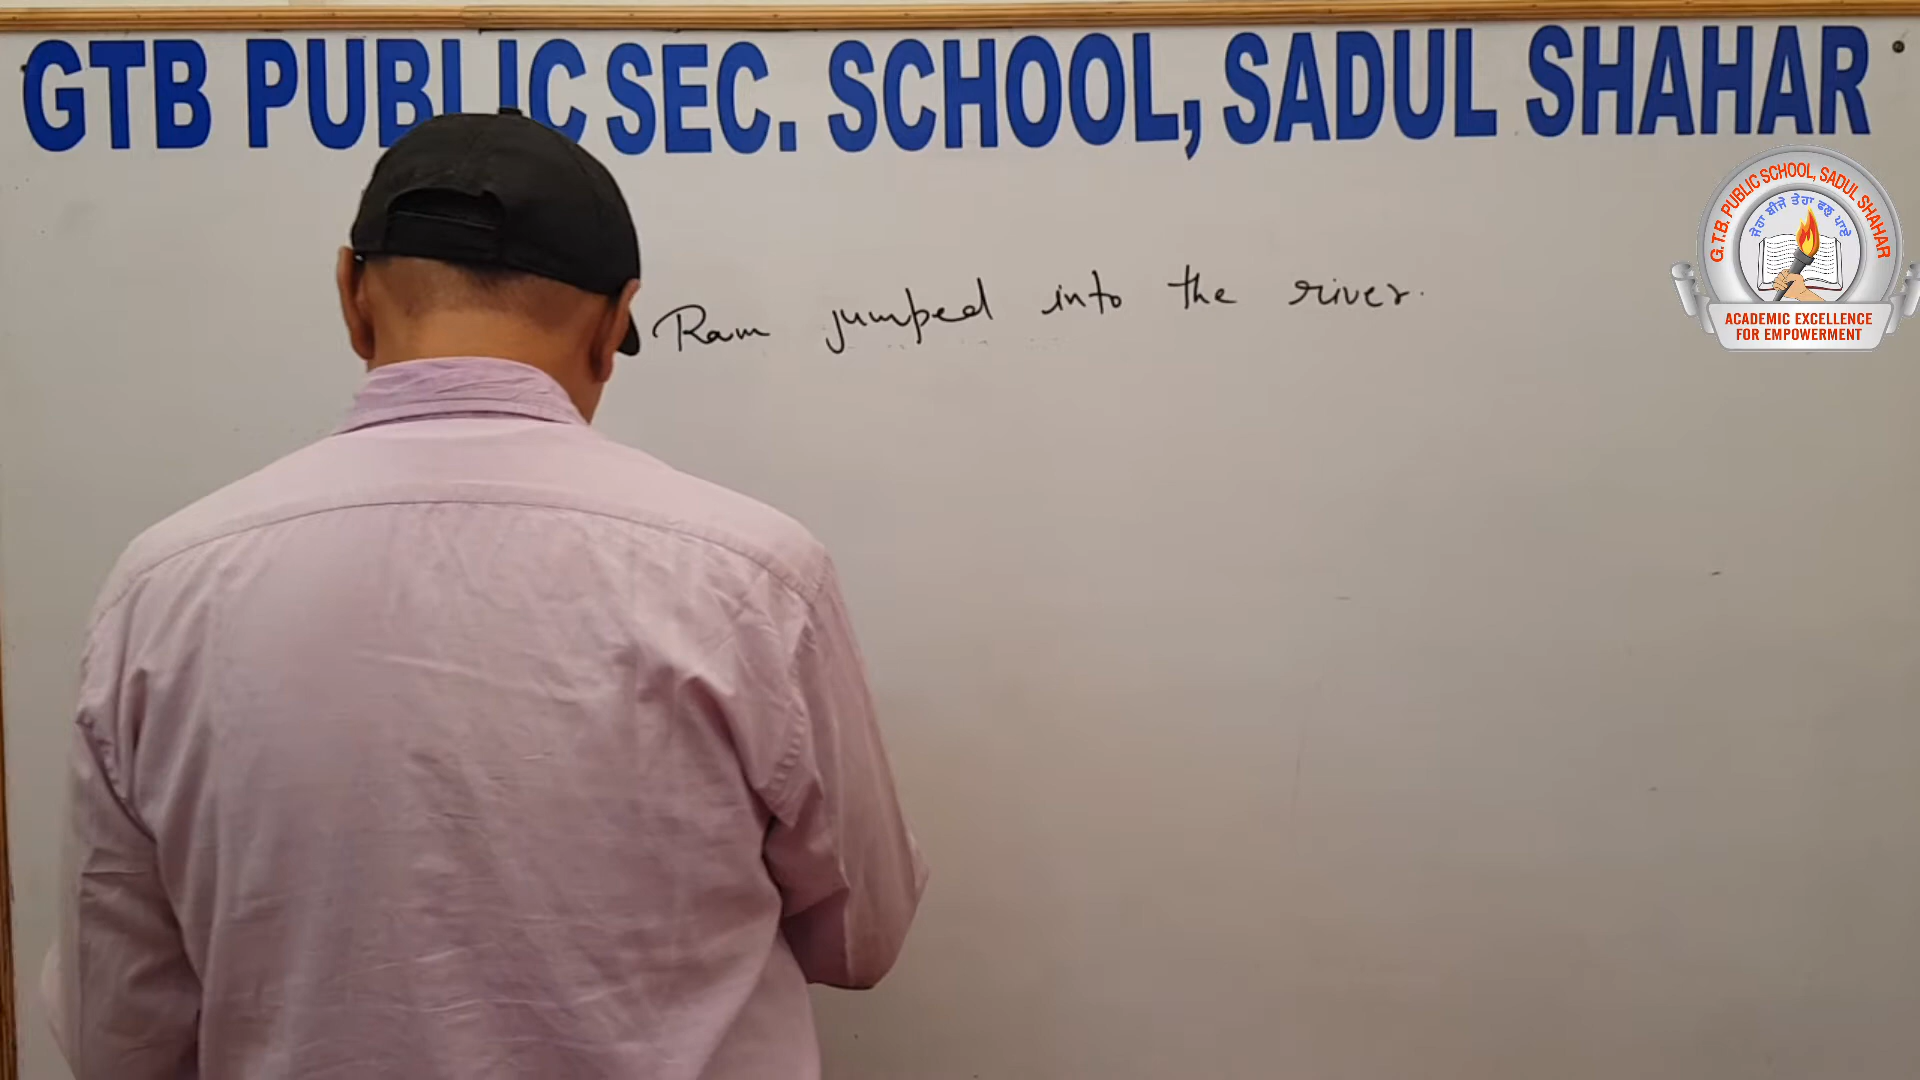 GTB PUBLIC SEC. SCHOOL, SADUL SHAHAR
G.T.B. PUBLIC SCHOOL, SADUL SHAHAR
ਜੇਹਾ ਬੀਜੇ ਤੇਹਾ ਫਲੁ ਪਾਏ
ACADEMIC EXCELLENCE
FOR EMPOWERMENT
Ram jumped into the river.